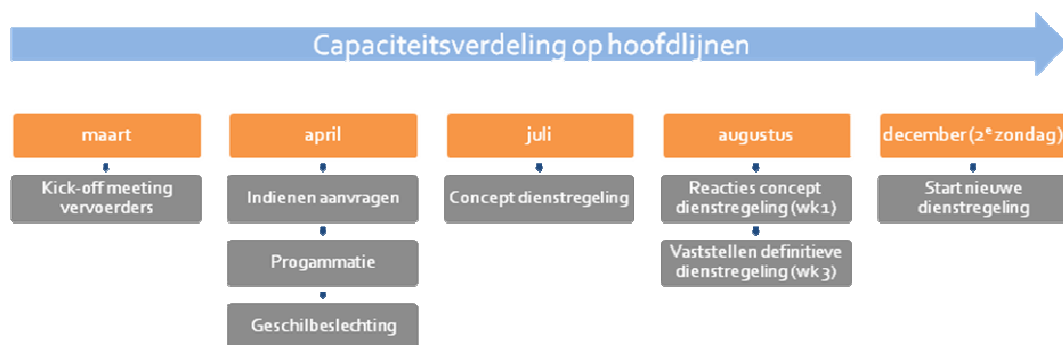 Capaciteitsverdeling op hoofdlijnen
maart
Kick-off meeting
vervoerders
april
Indienen aanvragen
Progammatie
Geschilbeslechting
juli
Concept dienstregeling
augustus
Reacties concept
dienstregeling (wk 1)
Vaststellen definitieve
dienstregeling (wk 3)
december (2e zondag)
Start nieuwe
dienstregeling